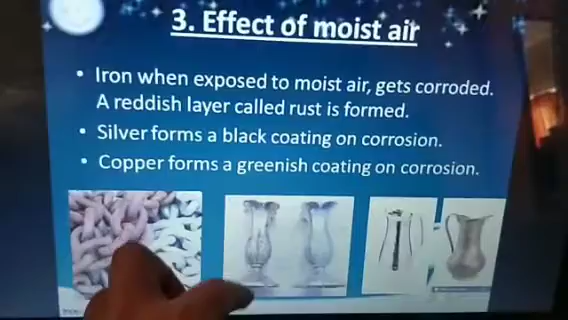 3. Effect of moist air
• Iron when exposed to moist air, gets corroded.
A reddish layer called rust is formed.
• Silver forms a black coating on corrosion.
• Copper forms a greenish coating on corrosion.